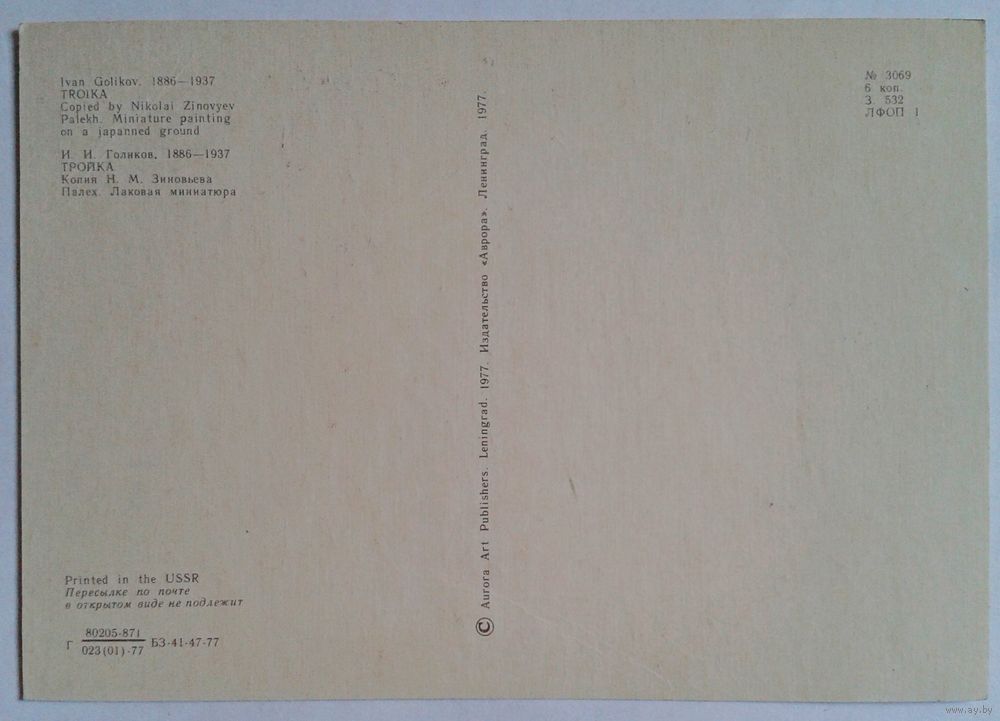 Ivan Golikov. 1886—1937
TROIKA
Copied by Nikolai Zinovyev
Palekh. Miniature painting
on a japanned ground
И. И. Голиков. 1886—1937
ТРОЙКА
Копия Н. М. Зиновьева
Палех. Лаковая миниатюра
№ 3069
6 коп.
З. 532
ЛФОП 1
© Aurora Art Publishers. Leningrad. 1977. Издательство «Аврора». Ленинград. 1977.
Printed in the USSR
Пересылке по почте
в открытом виде не подлежит
Г 80205-871
023(01)-77 БЗ-41-47-77
www.ay.by